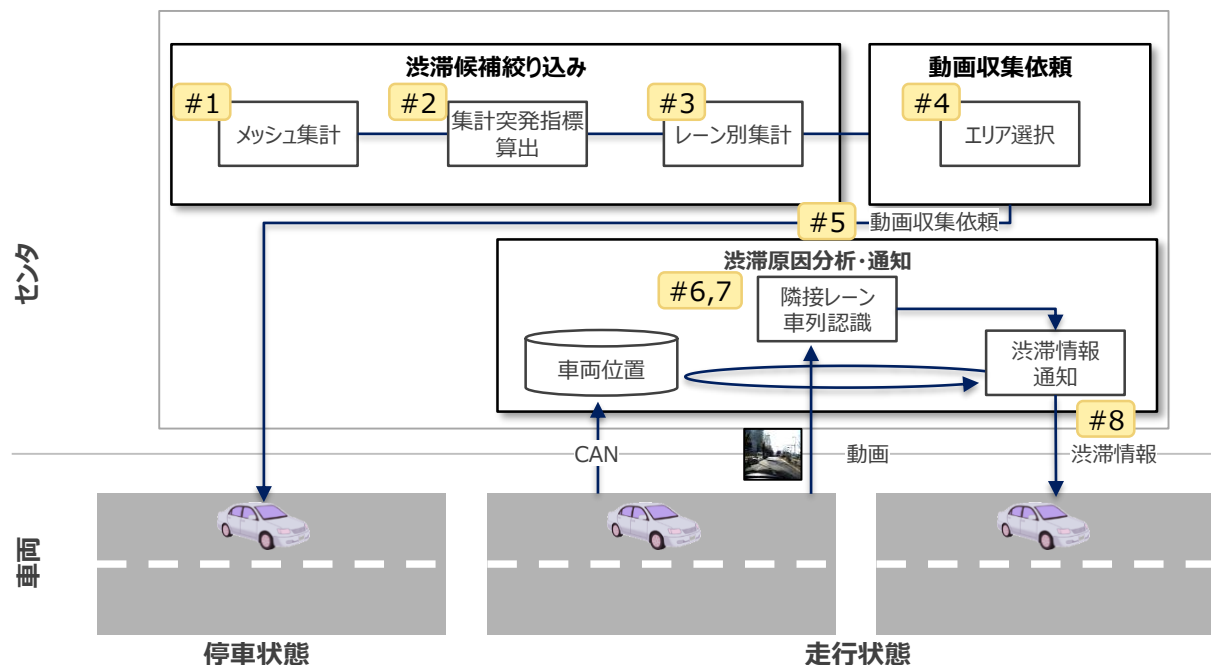 渋滞候補絞り込み
動画収集依頼
#1
#2
#3
#4
メッシュ集計
集計突発指標
算出
レーン別集計
エリア選択
#5
動画収集依頼
センタ
渋滞原因分析・通知
#6,7
隣接レーン
車列認識
車両位置
渋滞情報
通知
#8
CAN
動画
渋滞情報
車両
停車状態
走行状態